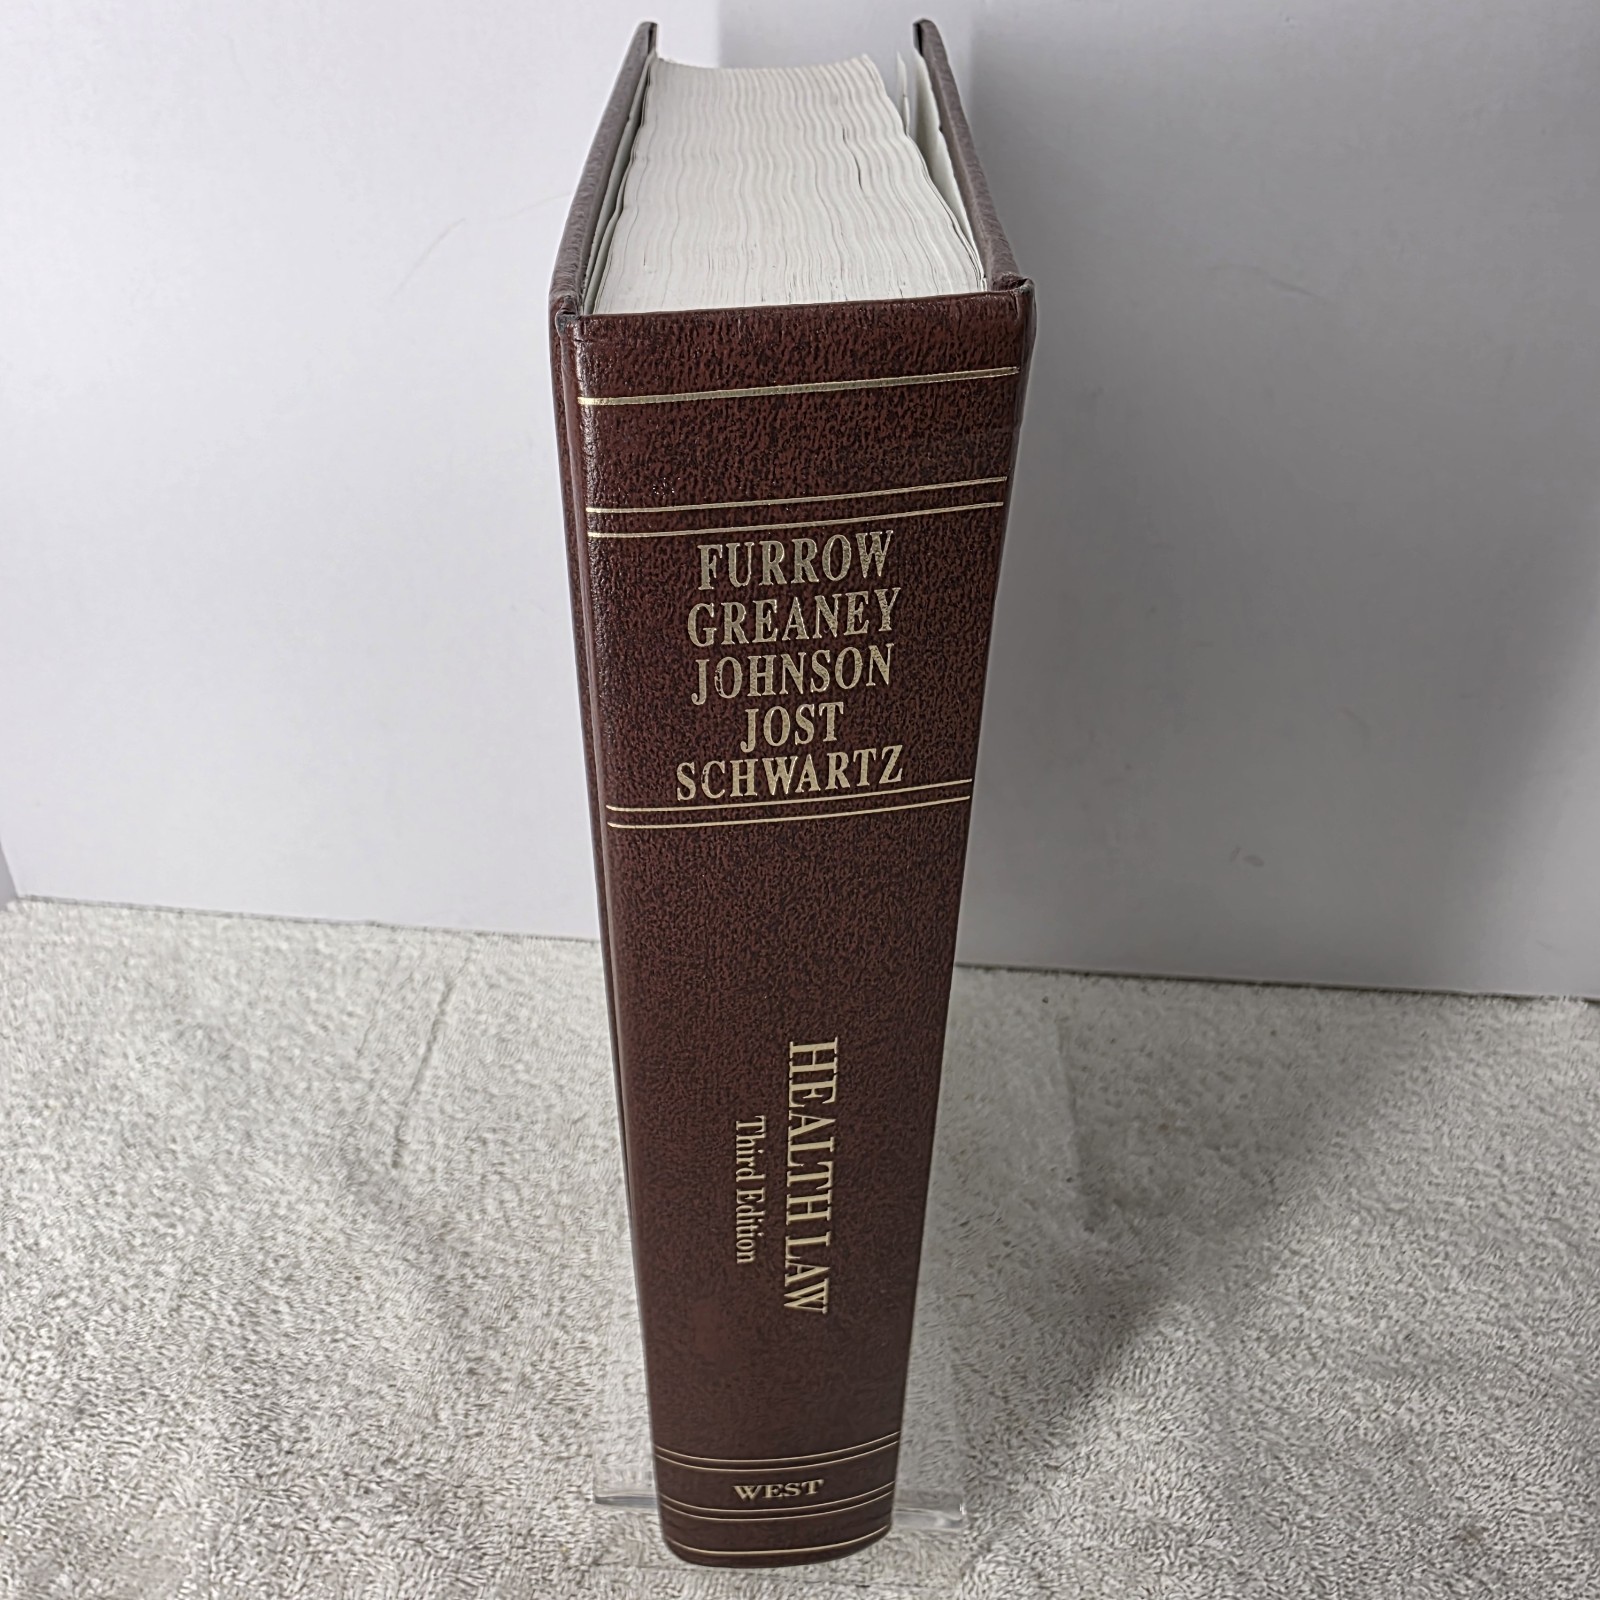 FURROW
GREANEY
JOHNSON
JOST
SCHWARTZ
HEALTH LAW
Third Edition
WEST